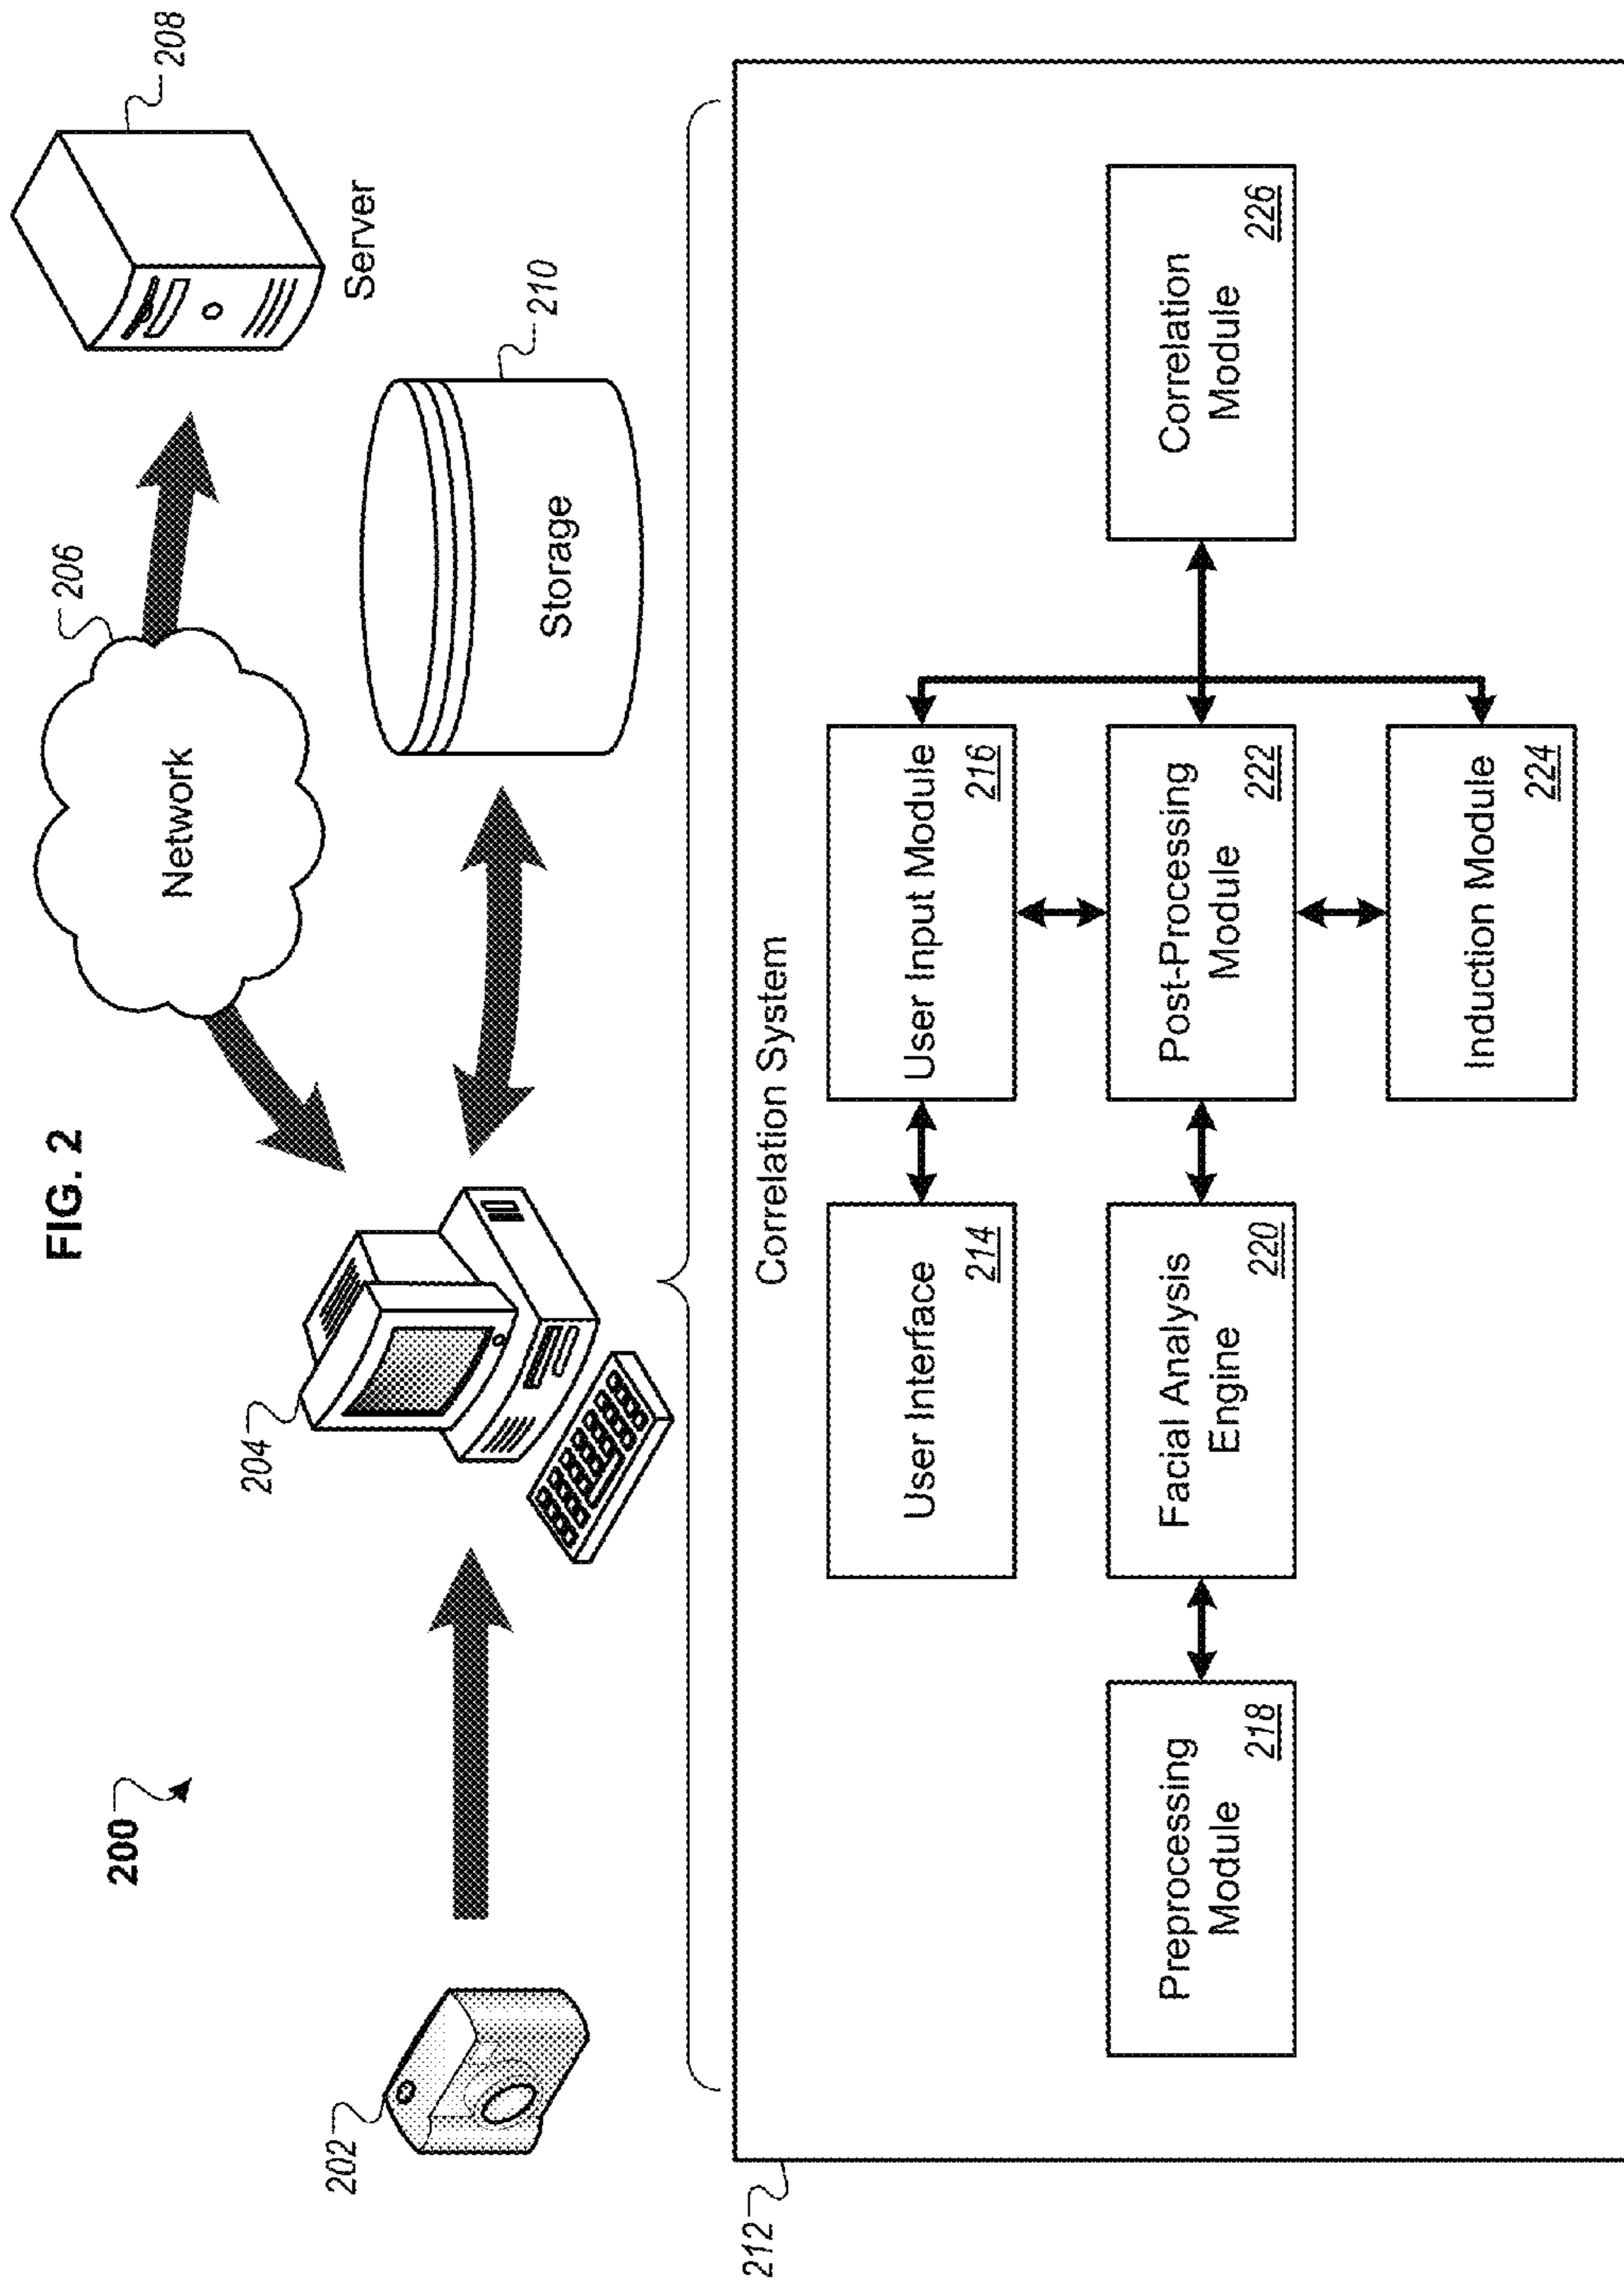 FIG. 2
200
202
204
206
Network
208
Server
210
Storage
212
Correlation System
User Interface
214
User Input Module
216
Preprocessing
Module
218
Facial Analysis
Engine
220
Post-Processing
Module
222
Induction Module
224
Correlation
Module
226